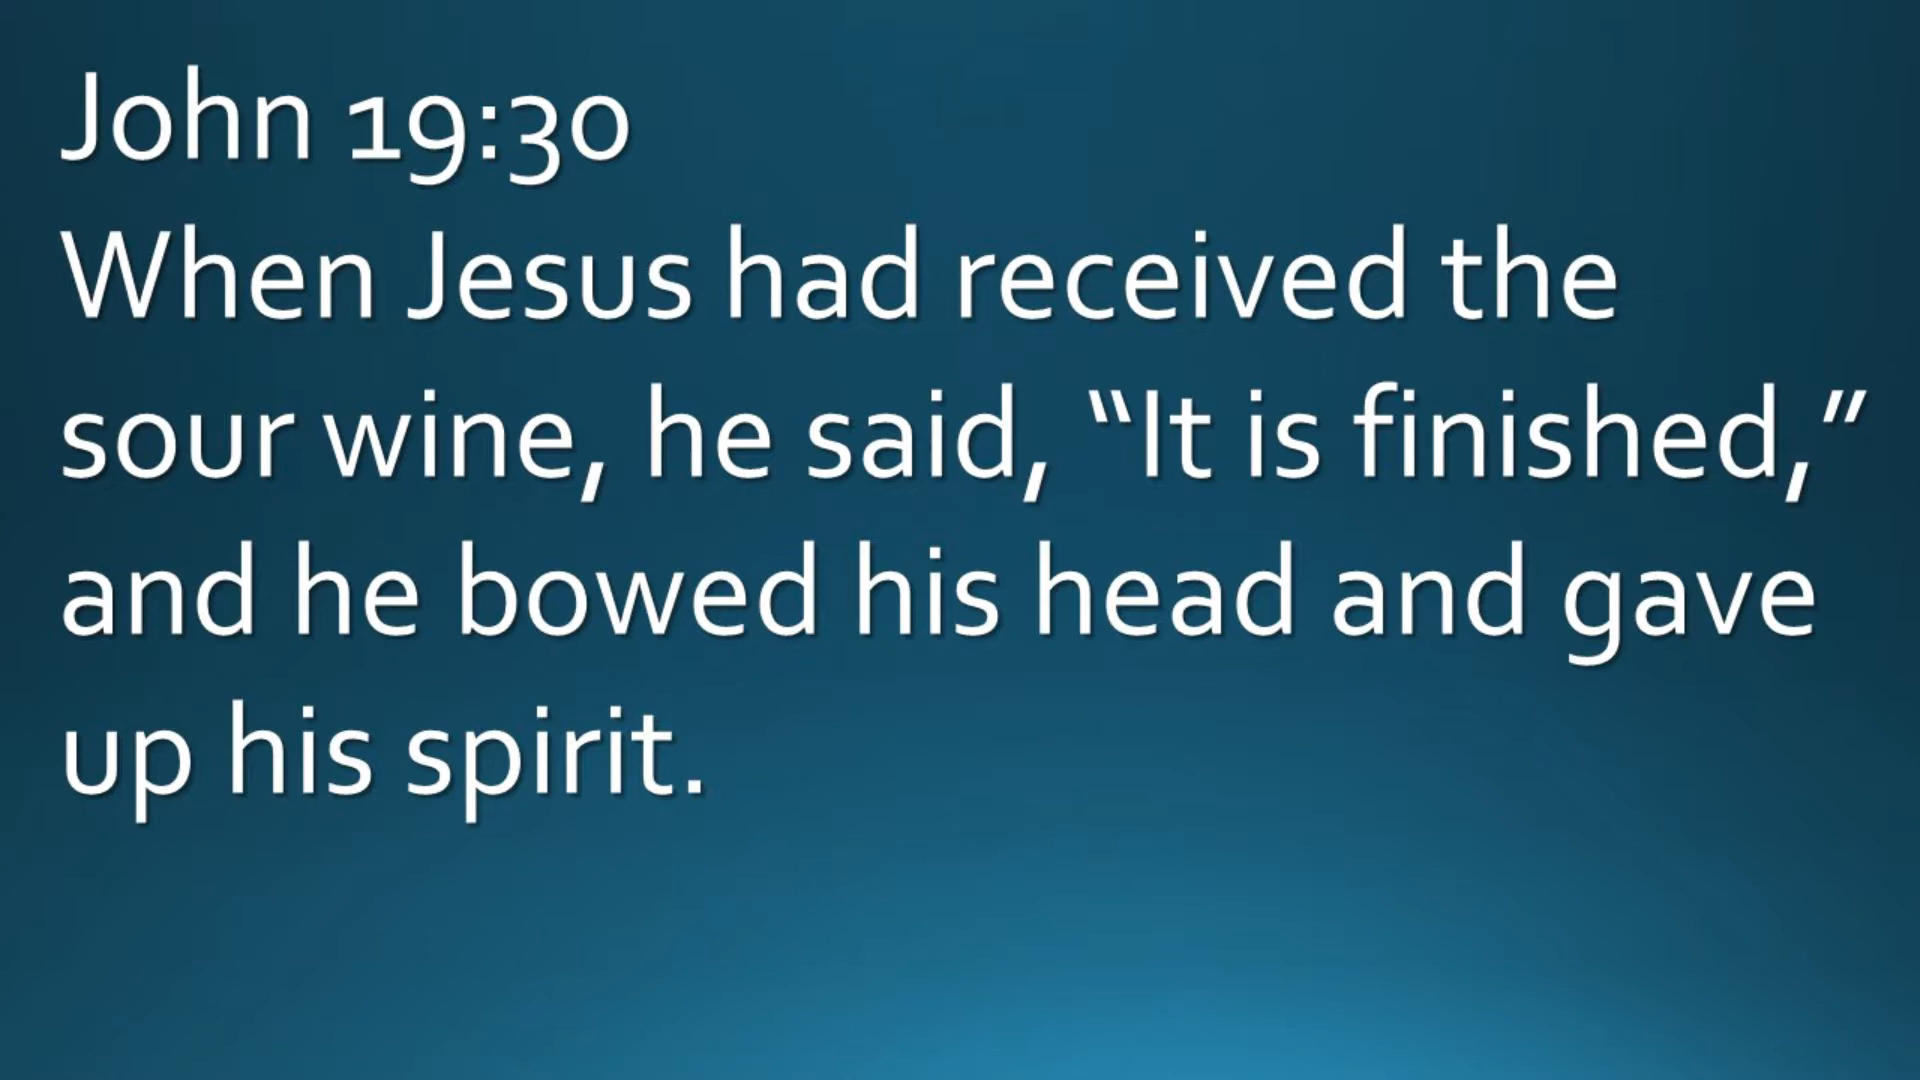 John 19:30
When Jesus had received the
sour wine, he said, “It is finished,”
and he bowed his head and gave
up his spirit.